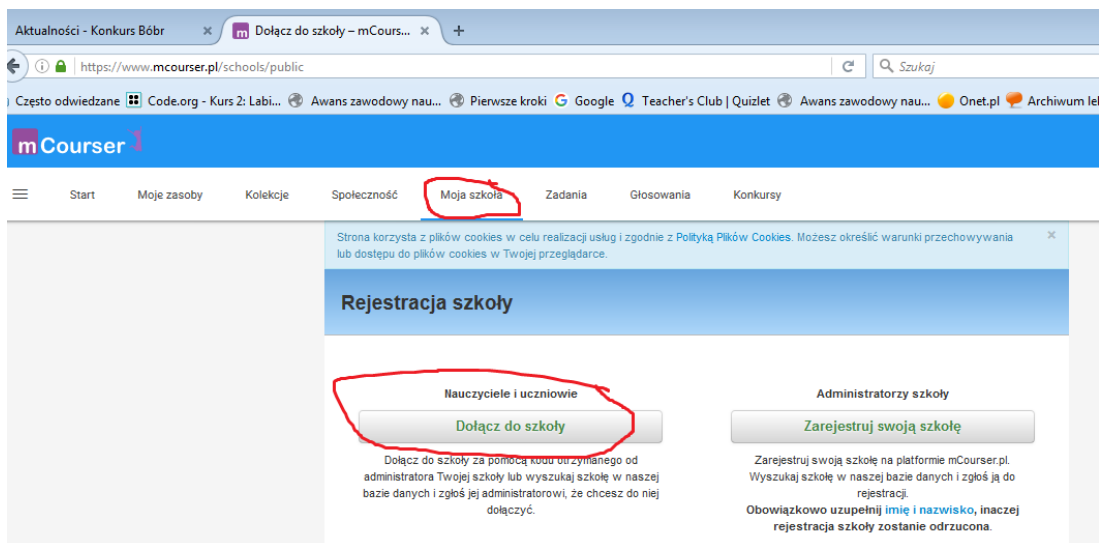 Aktualności - Konkurs Bóbr
m Dołącz do szkoły – mCours...
https://www.mcourser.pl/schools/public
Szukaj
Często odwiedzane Code.org - Kurs 2: Labi... Awans zawodowy nau... Pierwsze kroki G Google Q Teacher's Club | Quizlet Awans zawodowy nau... Onet.pl Archiwum lel
mCourser
Start Moje zasoby Kolekcje Społeczność Moja szkoła Zadania Głosowania Konkursy
Strona korzysta z plików cookies w celu realizacji usług i zgodnie z Polityką Plików Cookies. Możesz określić warunki przechowywania
lub dostępu do plików cookies w Twojej przeglądarce.
Rejestracja szkoły
Nauczyciele i uczniowie
Dołącz do szkoły
Dołącz do szkoły za pomocą kodu otrzymanego od
administratora Twojej szkoły lub wyszukaj szkołę w naszej
bazie danych i zgłoś jej administratorowi, że chcesz do niej
dołączyć.
Administratorzy szkoły
Zarejestruj swoją szkołę
Zarejestruj swoją szkołę na platformie mCourser.pl.
Wyszukaj szkołę w naszej bazie danych i zgłoś ją do
rejestracji.
Obowiązkowo uzupełnij imię i nazwisko, inaczej
rejestracja szkoły zostanie odrzucona.